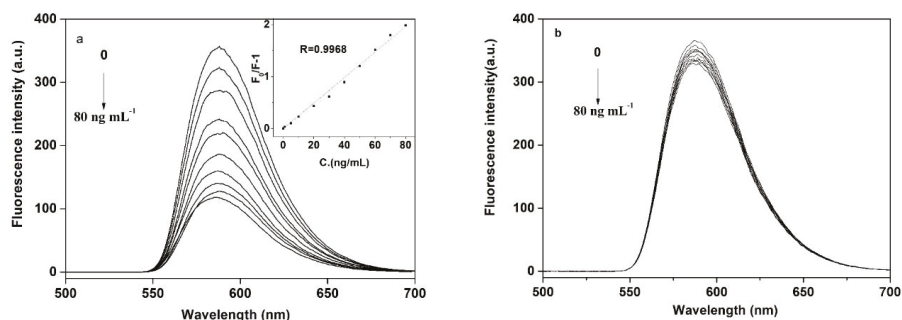 a
0
80 ng mL⁻¹
Fluorescence intensity (a.u.)
400
300
200
100
0
500
550
600
650
700
Wavelength (nm)
R=0.9968
F₀/F-1
2
1
0
0
20
40
60
80
C.(ng/mL)
b
0
80 ng mL⁻¹
Fluorescence intensity(a.u.)
400
300
200
100
0
500
550
600
650
700
Wavelength (nm)